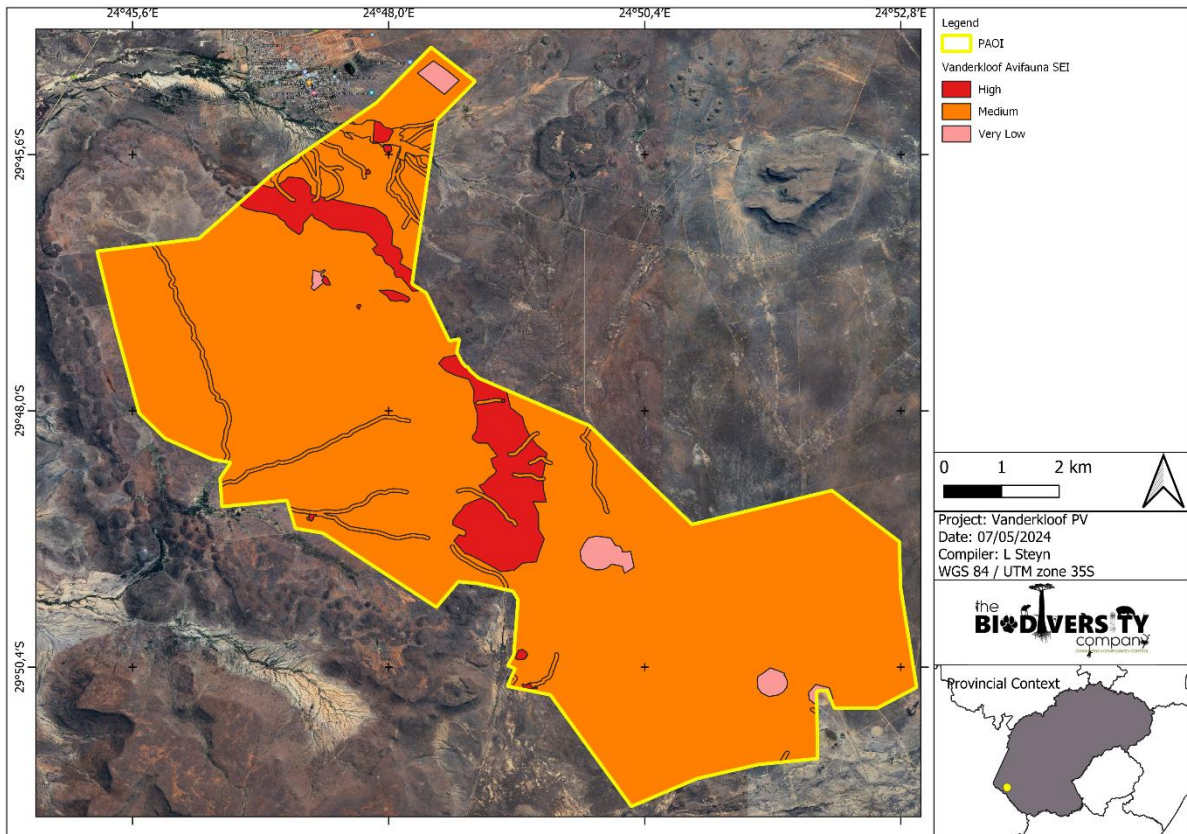 24°45,6'E 24°48,0'E 24°50,4'E 24°52,8'E
29°45,6'S
29°48,0'S
29°50,4'S
Legend
PAOI
Vanderkloof Avifauna SEI
High
Medium
Very Low
0 1 2 km
Project: Vanderkloof PV
Date: 07/05/2024
Compiler: L Steyn
WGS 84 / UTM zone 35S
the
BIODIVERSITY
company
Provincial Context